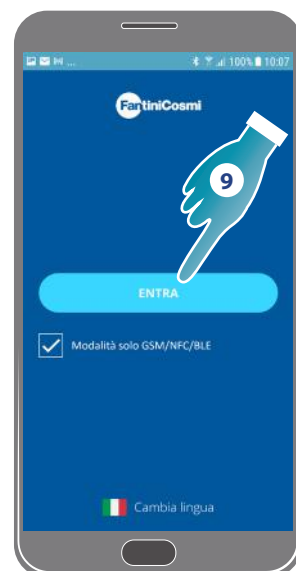 ... 100% 10:07
FantiniCosmi
9
ENTRA
Modalità solo GSM/NFC/BLE
Cambia lingua